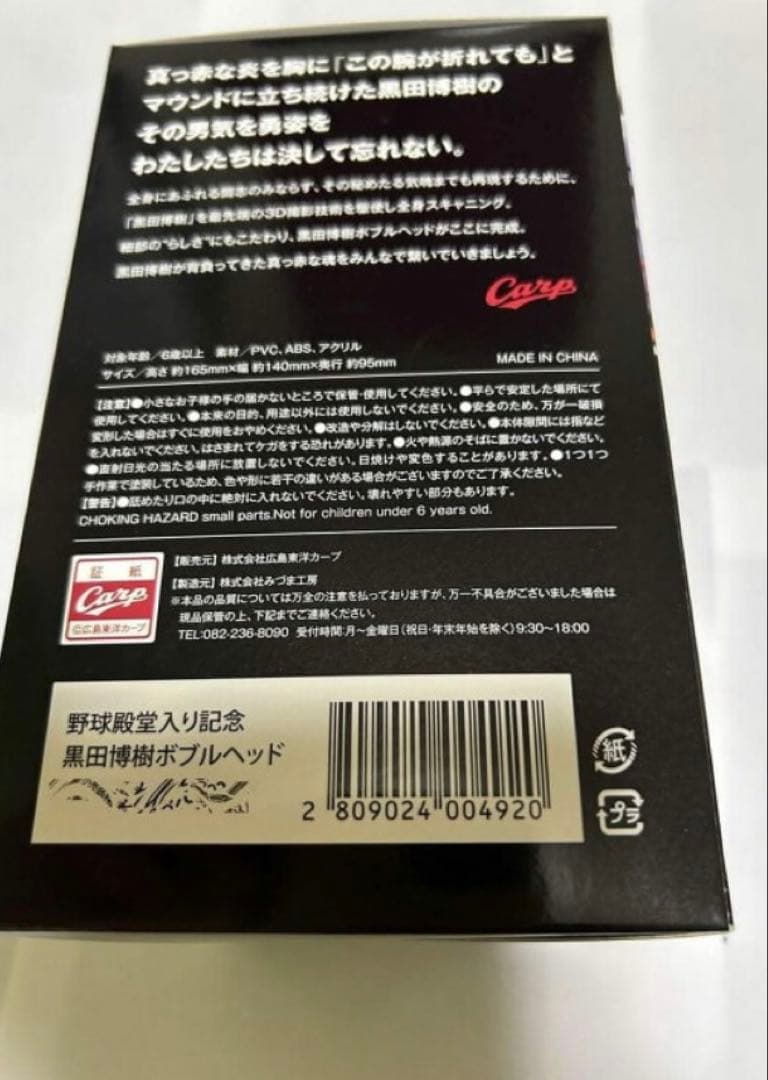 真っ赤な炎を胸に「この腕が折れても」と
マウンドに立ち続けた黒田博樹の
その男気を勇姿を
わたしたちは決して忘れない。
全身にあふれる闘志のみならず、その秘めたる気魂までも再現するために、
「黒田博樹」を最先端の3D撮影技術を駆使し全身スキャニング。
細部の"らしさ"にもこだわり、黒田博樹ボブルヘッドがここに完成。
黒田博樹が背負ってきた真っ赤な魂をみんなで繋いでいきましょう。
Carp
対象年齢/6歳以上 素材/PVC、ABS、アクリル
サイズ/高さ 約165mm×幅 約140mm×奥行 約95mm
MADE IN CHINA
【注意】●小さなお子様の手の届かないところで保管・使用してください。●平らで安定した場所にて
使用してください。●本来の目的、用途以外には使用しないでください。●安全のため、万が一破損
変形した場合はすぐに使用をおやめください。●改造や分解はしないでください。●本体隙間には指など
を入れないでください。はさまれてケガをする恐れがあります。●火や熱源のそばに置かないでください。
●直射日光の当たる場所に放置しないでください。日焼けや変色することがあります。●1つ1つ
手作業で塗装しているため、色や形に若干の違いがある場合がございますのでご了承ください。
【警告】●舐めたり口の中に絶対に入れないでください。壊れやすい部分もあります。
CHOKING HAZARD small parts.Not for children under 6 years old.
証 紙
Carp
©広島東洋カープ
【販売元】株式会社広島東洋カープ
【製造元】株式会社みづま工房
※本品の品質については万全の注意を払っておりますが、万一不具合がございました場合は
現品保管の上、下記までご連絡ください。
TEL:082-236-8090 受付時間:月〜金曜日(祝日・年末年始を除く)9:30〜18:00
野球殿堂入り記念
黒田博樹ボブルヘッド
2 809024 004920
紙
プラ